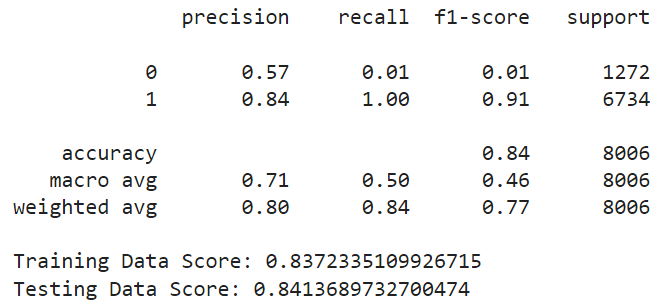 precision recall f1-score support
0 0.57 0.01 0.01 1272
1 0.84 1.00 0.91 6734
accuracy 0.84 8006
macro avg 0.71 0.50 0.46 8006
weighted avg 0.80 0.84 0.77 8006
Training Data Score: 0.8372335109926715
Testing Data Score: 0.8413689732700474